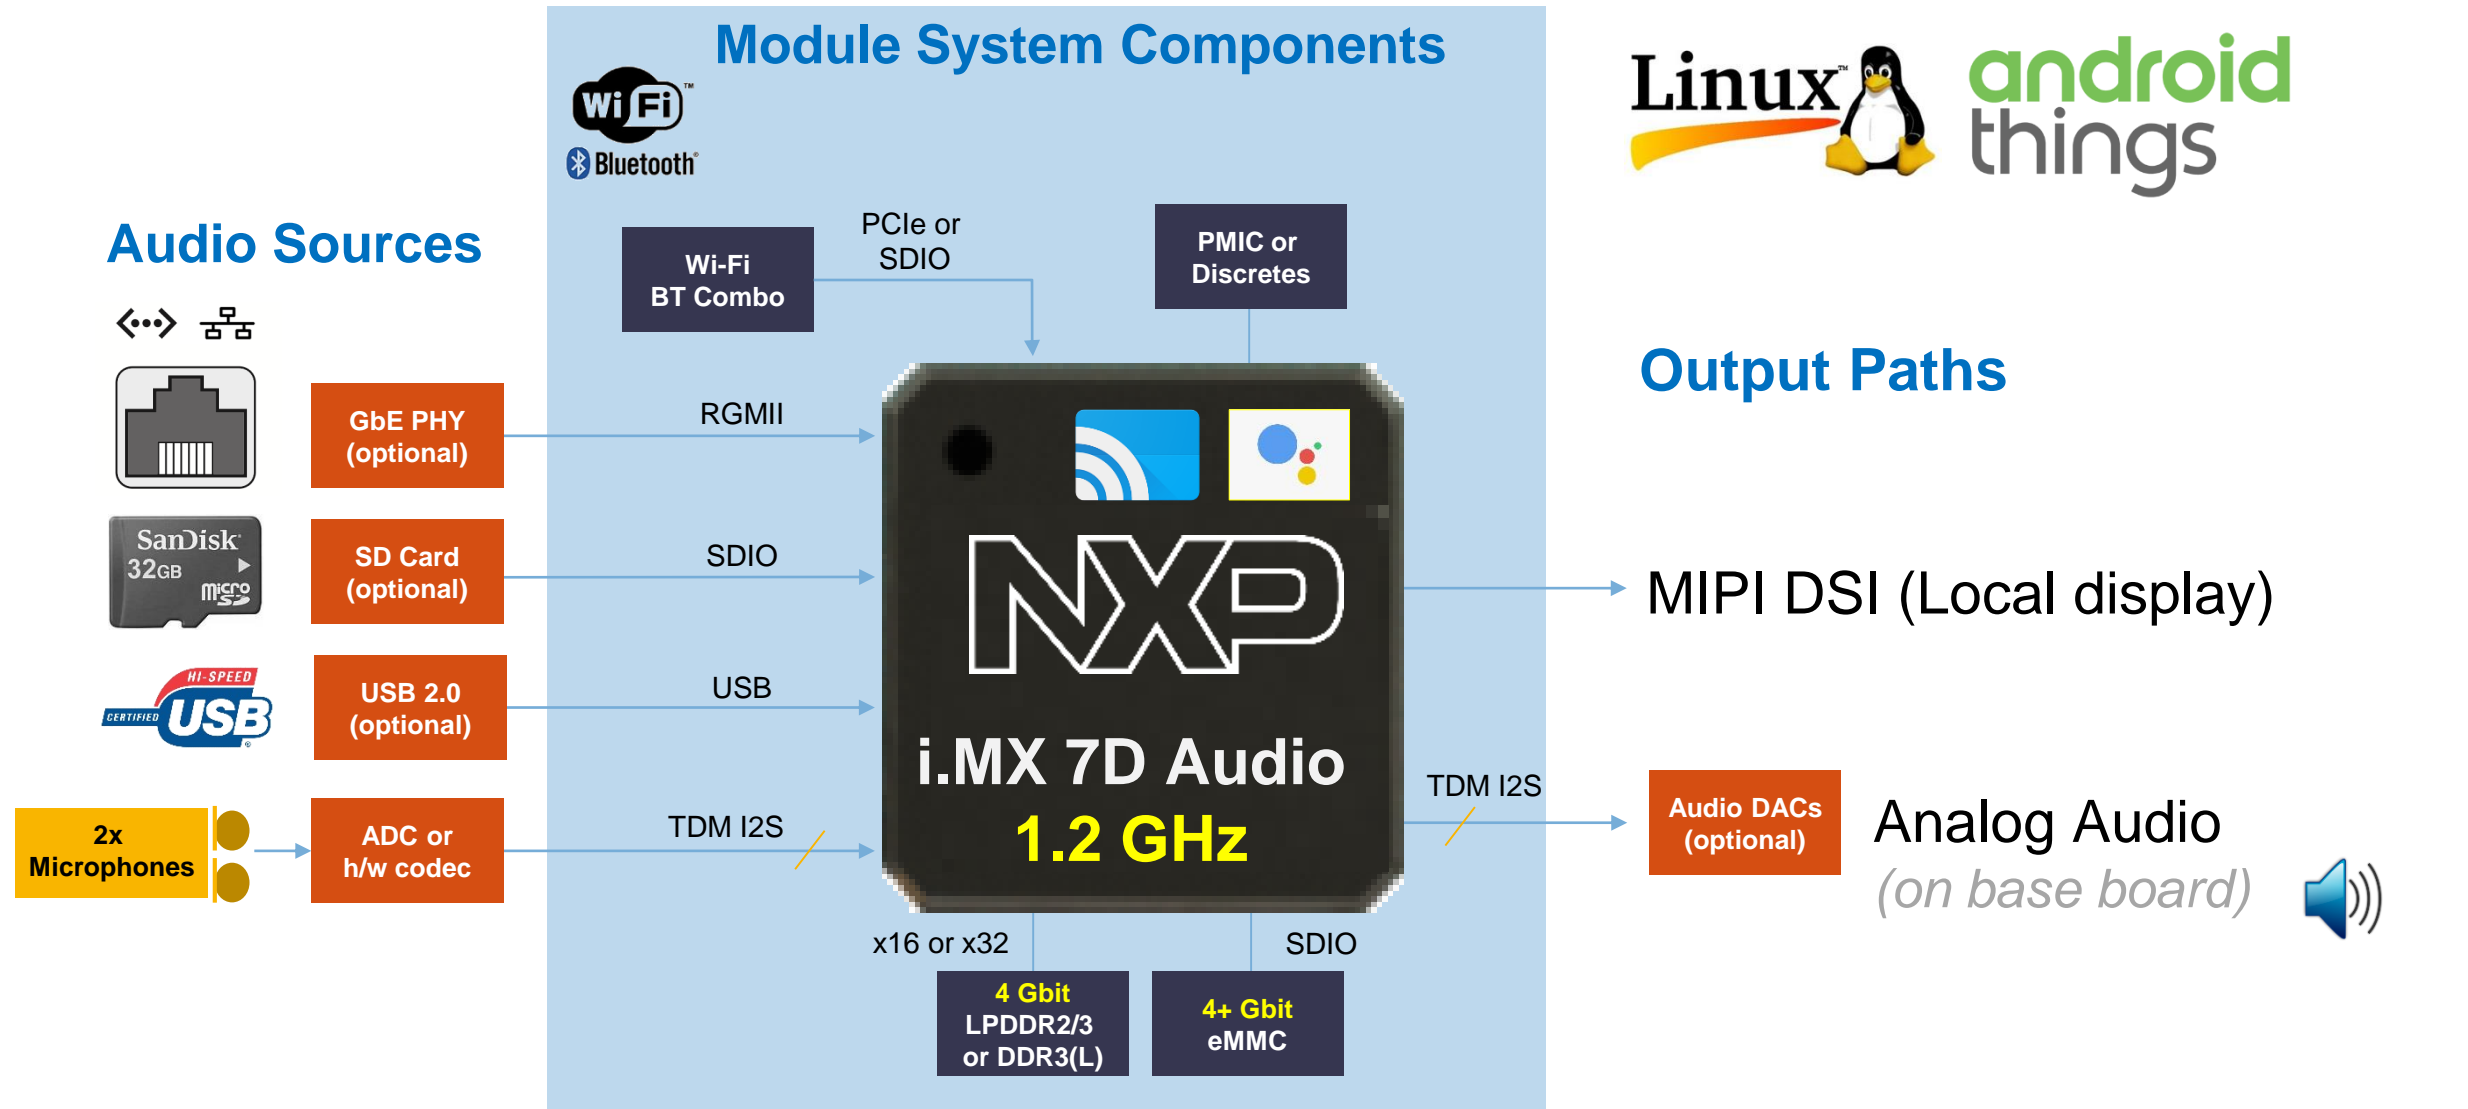 Module System Components
WiFi™
Bluetooth®
Linux™
android
things
Audio Sources
Wi-Fi
BT Combo
PCIe or
SDIO
PMIC or
Discretes
Output Paths
GbE PHY
(optional)
RGMII
SanDisk
32GB
micro
SD Card
(optional)
SDIO
NXP
MIPI DSI (Local display)
HI-SPEED
CERTIFIED
USB
USB 2.0
(optional)
USB
i.MX 7D Audio
1.2 GHz
2x
Microphones
ADC or
h/w codec
TDM I2S
TDM I2S
Audio DACs
(optional)
Analog Audio
(on base board)
x16 or x32
SDIO
4 Gbit
LPDDR2/3
or DDR3(L)
4+ Gbit
eMMC